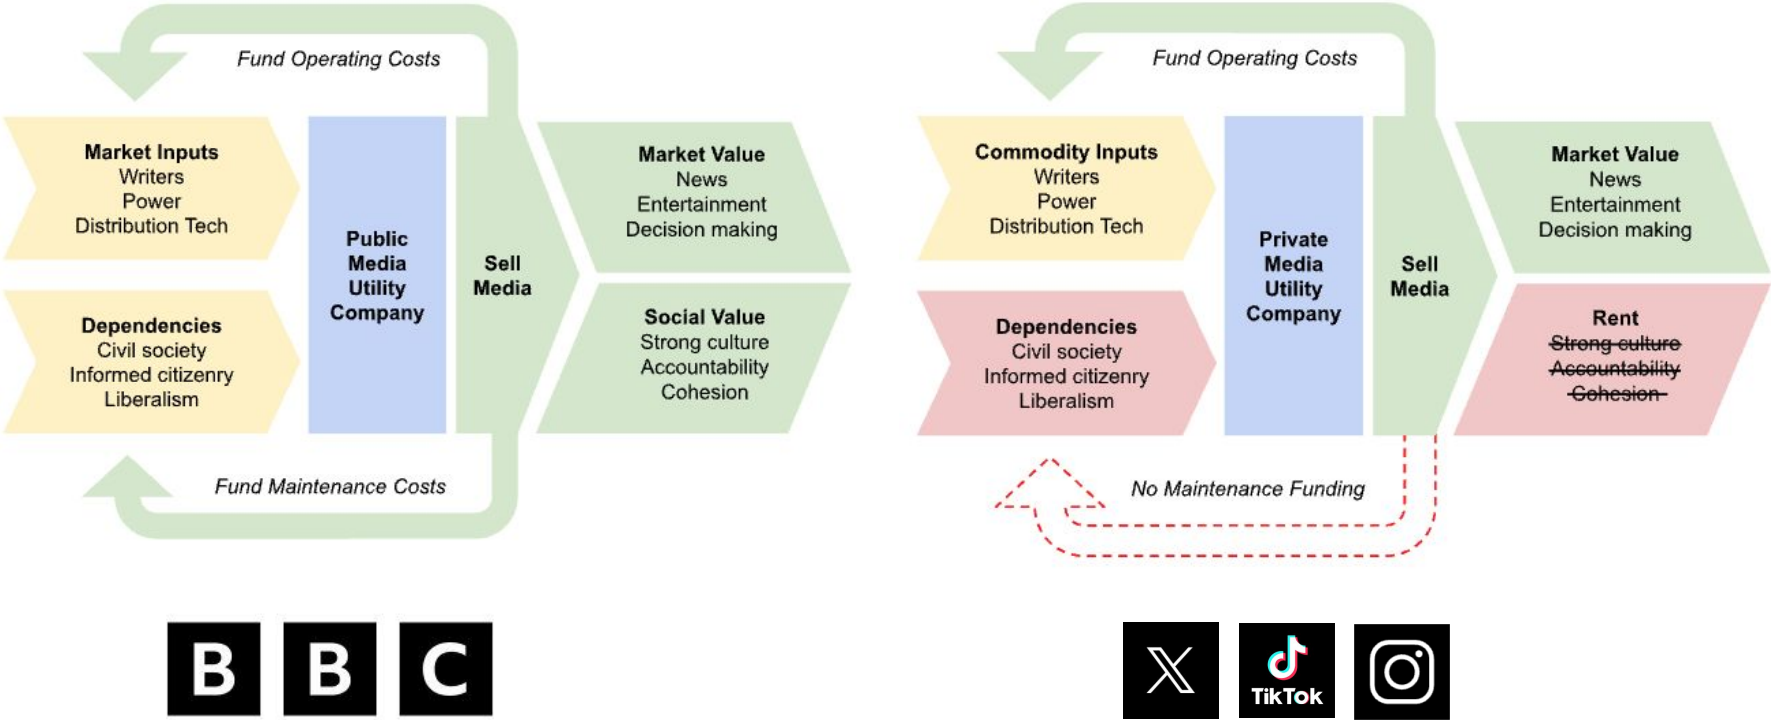 Fund Operating Costs
Market Inputs
Writers
Power
Distribution Tech
Dependencies
Civil society
Informed citizenry
Liberalism
Public
Media
Utility
Company
Sell
Media
Market Value
News
Entertainment
Decision making
Social Value
Strong culture
Accountability
Cohesion
Fund Maintenance Costs
B B C
Fund Operating Costs
Commodity Inputs
Writers
Power
Distribution Tech
Dependencies
Civil society
Informed citizenry
Liberalism
Private
Media
Utility
Company
Sell
Media
Market Value
News
Entertainment
Decision making
Rent
Strong culture
Accountability
Cohesion
No Maintenance Funding
X
TikTok